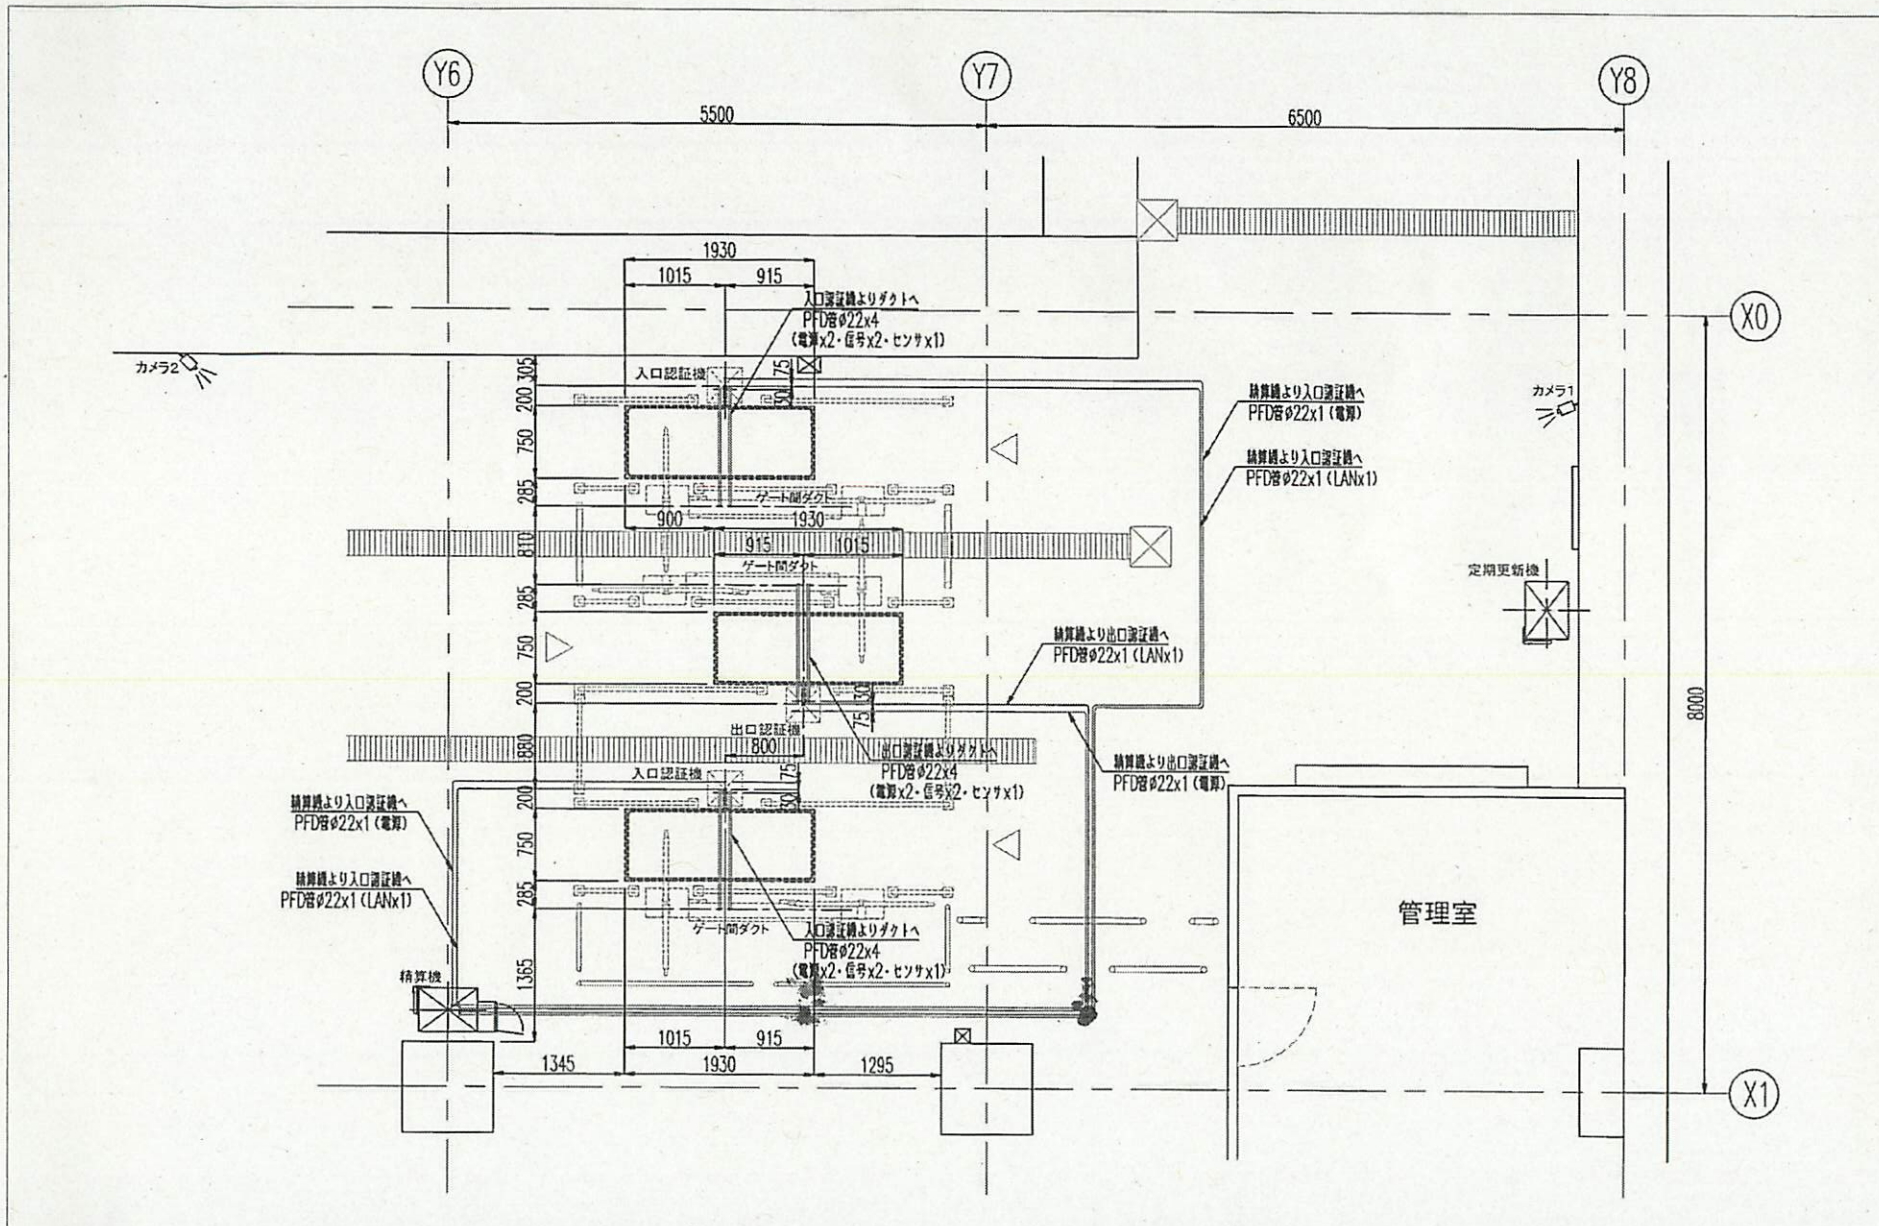 Y6
Y7
Y8
5500
6500
1930
1015
915
入口認証機よりダクトへ
PFD管φ22x4
(電源x2・信号x2・センサx1)
X0
カメラ2
入口認証機
75
30
305
200
750
285
810
285
750
200
880
200
750
285
1365
精算機より入口認証機へ
PFD管φ22x1 (電源)
カメラ1
精算機より入口認証機へ
PFD管φ22x1 (LANx1)
ゲート間ダクト
900
1930
915
1015
ゲート間ダクト
定期更新機
精算機より出口認証機へ
PFD管φ22x1 (LANx1)
30
75
出口認証機
800
出口認証機よりダクトへ
PFD管φ22x4
(電源x2・信号x2・センサx1)
精算機より出口認証機へ
PFD管φ22x1 (電源)
8000
入口認証機
75
30
精算機より入口認証機へ
PFD管φ22x1 (電源)
精算機より入口認証機へ
PFD管φ22x1 (LANx1)
管理室
ゲート間ダクト
入口認証機よりダクトへ
PFD管φ22x4
(電源x2・信号x2・センサx1)
精算機
1015
915
1345
1930
1295
X1